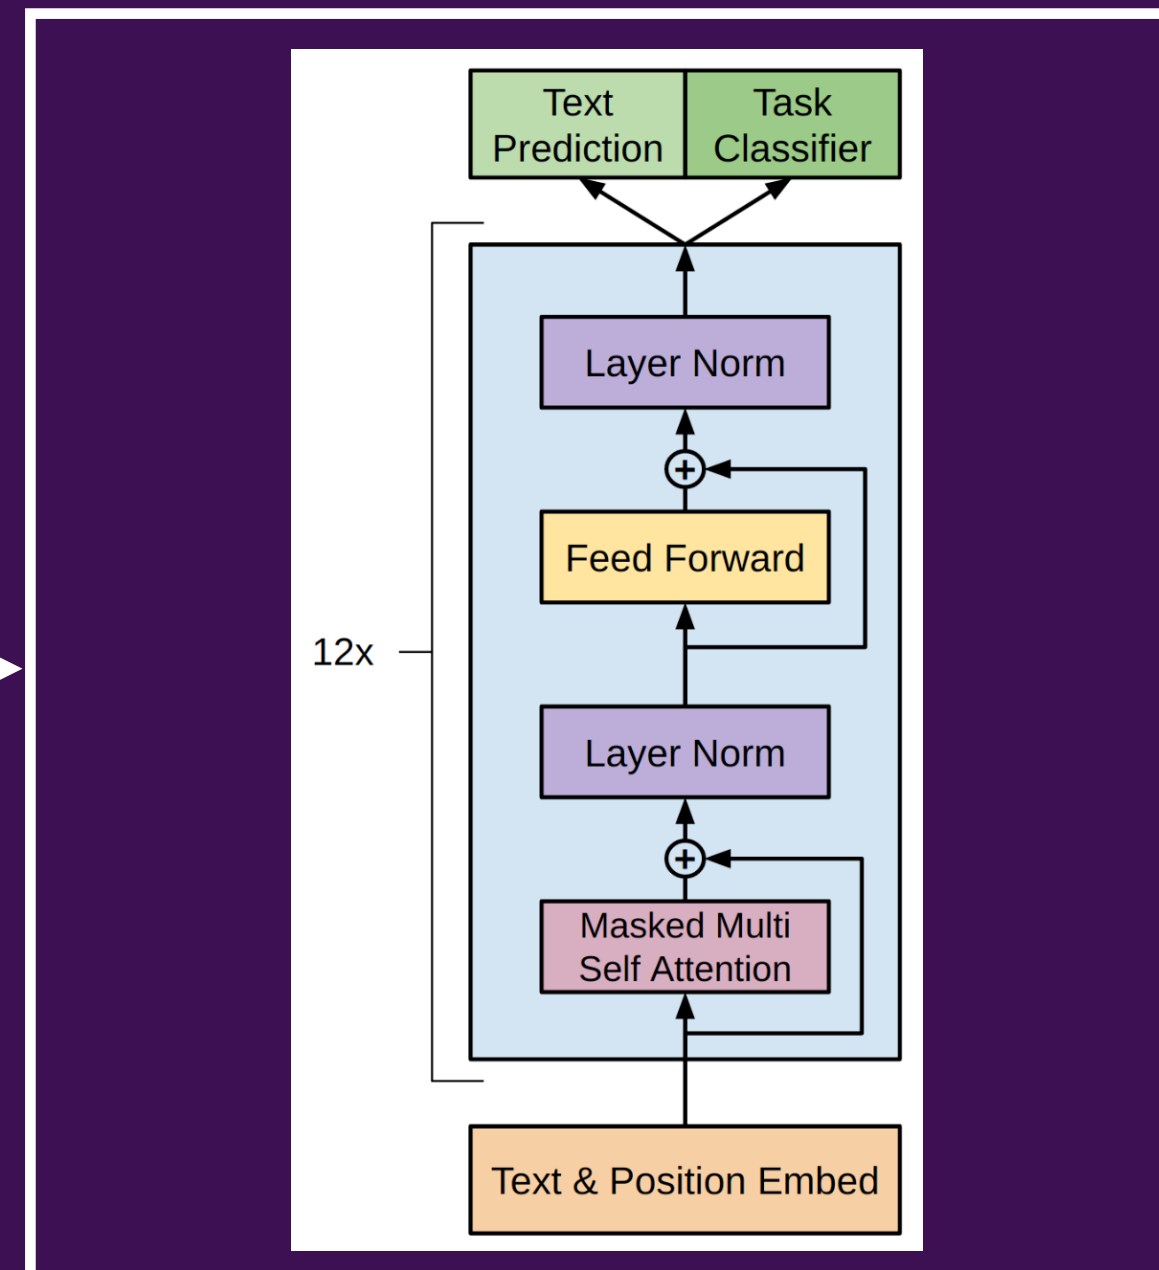 Text
Prediction
Task
Classifier
Layer Norm
Feed Forward
12x
Layer Norm
Masked Multi
Self Attention
Text & Position Embed